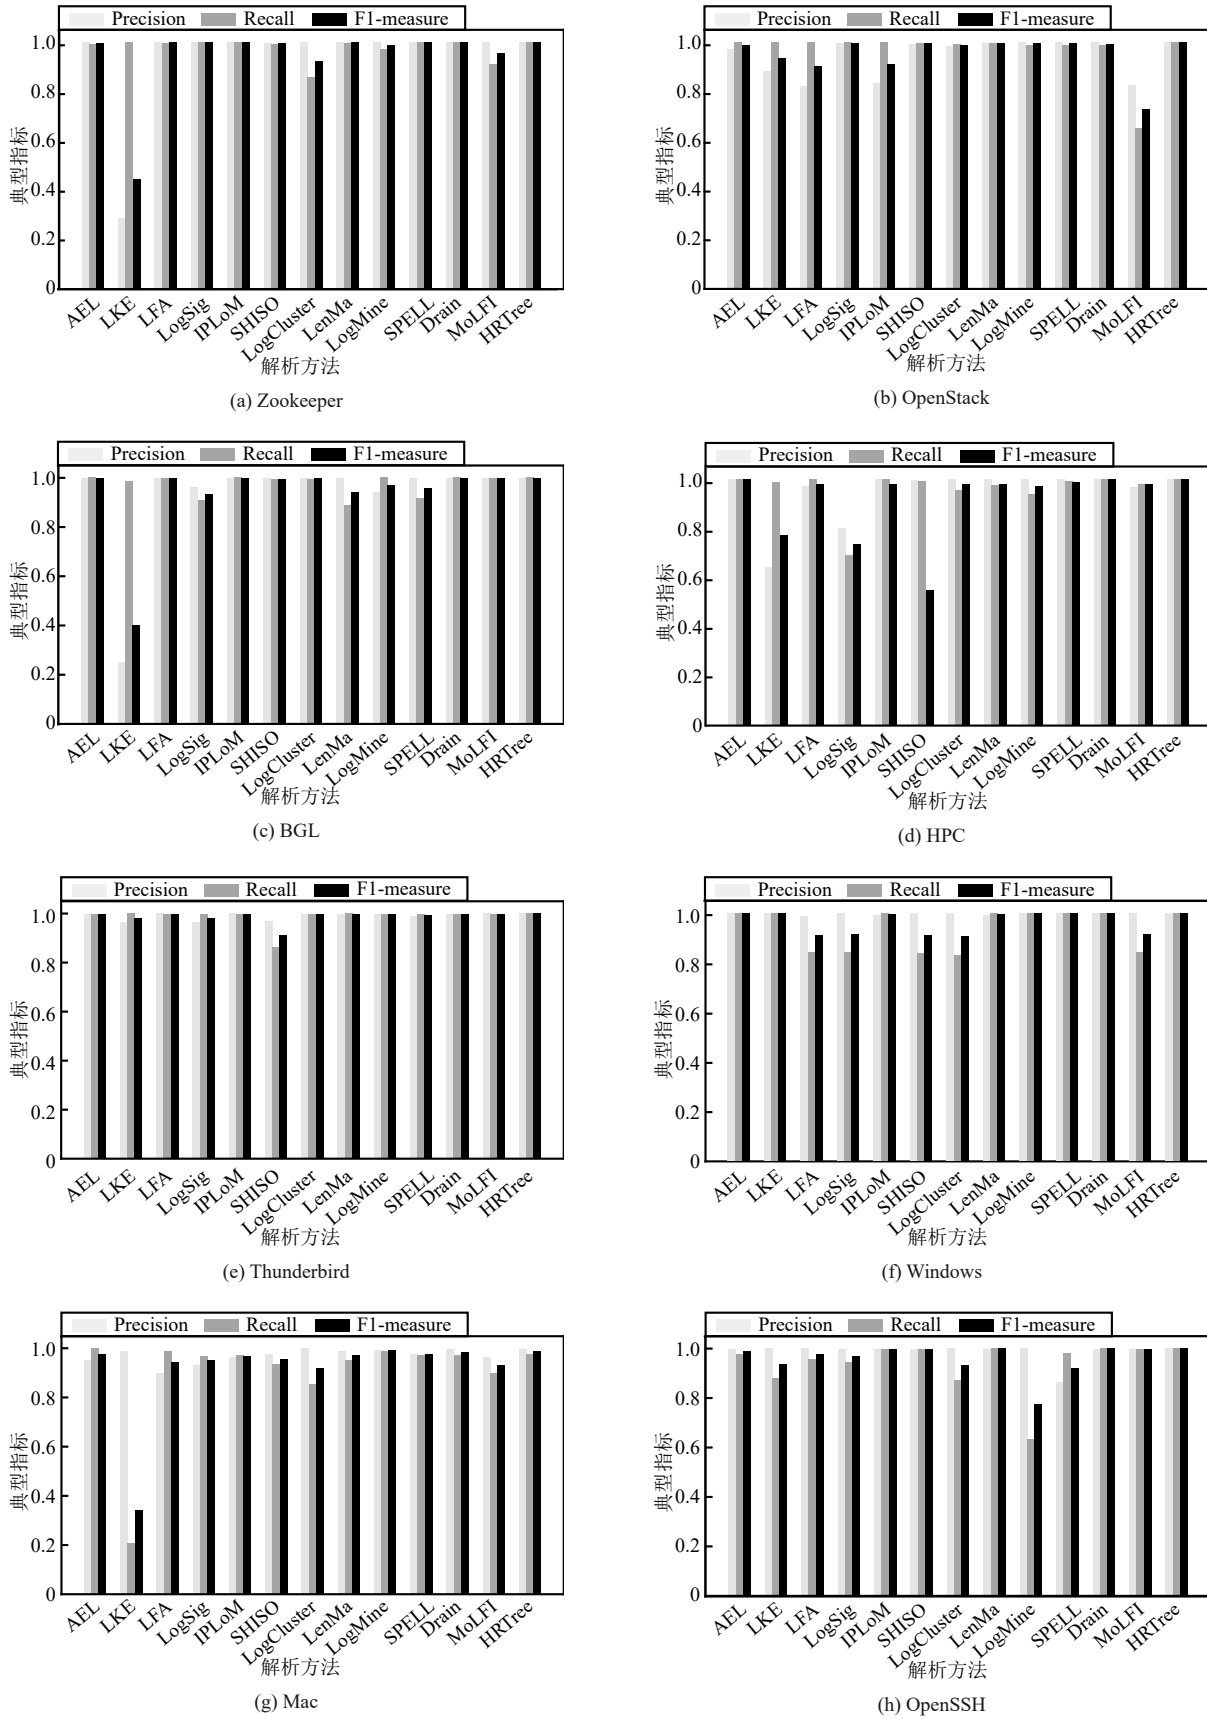 Precision Recall F1-measure
1.0
0.8
0.6
0.4
0.2
0
典型指标
AEL LKE LFA LogSig IPLoM SHISO LogCluster LenMa LogMine SPELL Drain MoLFI HRTree
解析方法
(a) Zookeeper
Precision Recall F1-measure
1.0
0.8
0.6
0.4
0.2
0
典型指标
AEL LKE LFA LogSig IPLoM SHISO LogCluster LenMa LogMine SPELL Drain MoLFI HRTree
解析方法
(b) OpenStack
Precision Recall F1-measure
1.0
0.8
0.6
0.4
0.2
0
典型指标
AEL LKE LFA LogSig IPLoM SHISO LogCluster LenMa LogMine SPELL Drain MoLFI HRTree
解析方法
(c) BGL
Precision Recall F1-measure
1.0
0.8
0.6
0.4
0.2
0
典型指标
AEL LKE LFA LogSig IPLoM SHISO LogCluster LenMa LogMine SPELL Drain MoLFI HRTree
解析方法
(d) HPC
Precision Recall F1-measure
1.0
0.8
0.6
0.4
0.2
0
典型指标
AEL LKE LFA LogSig IPLoM SHISO LogCluster LenMa LogMine SPELL Drain MoLFI HRTree
解析方法
(e) Thunderbird
Precision Recall F1-measure
1.0
0.8
0.6
0.4
0.2
0
典型指标
AEL LKE LFA LogSig IPLoM SHISO LogCluster LenMa LogMine SPELL Drain MoLFI HRTree
解析方法
(f) Windows
Precision Recall F1-measure
1.0
0.8
0.6
0.4
0.2
0
典型指标
AEL LKE LFA LogSig IPLoM SHISO LogCluster LenMa LogMine SPELL Drain MoLFI HRTree
解析方法
(g) Mac
Precision Recall F1-measure
1.0
0.8
0.6
0.4
0.2
0
典型指标
AEL LKE LFA LogSig IPLoM SHISO LogCluster LenMa LogMine SPELL Drain MoLFI HRTree
解析方法
(h) OpenSSH